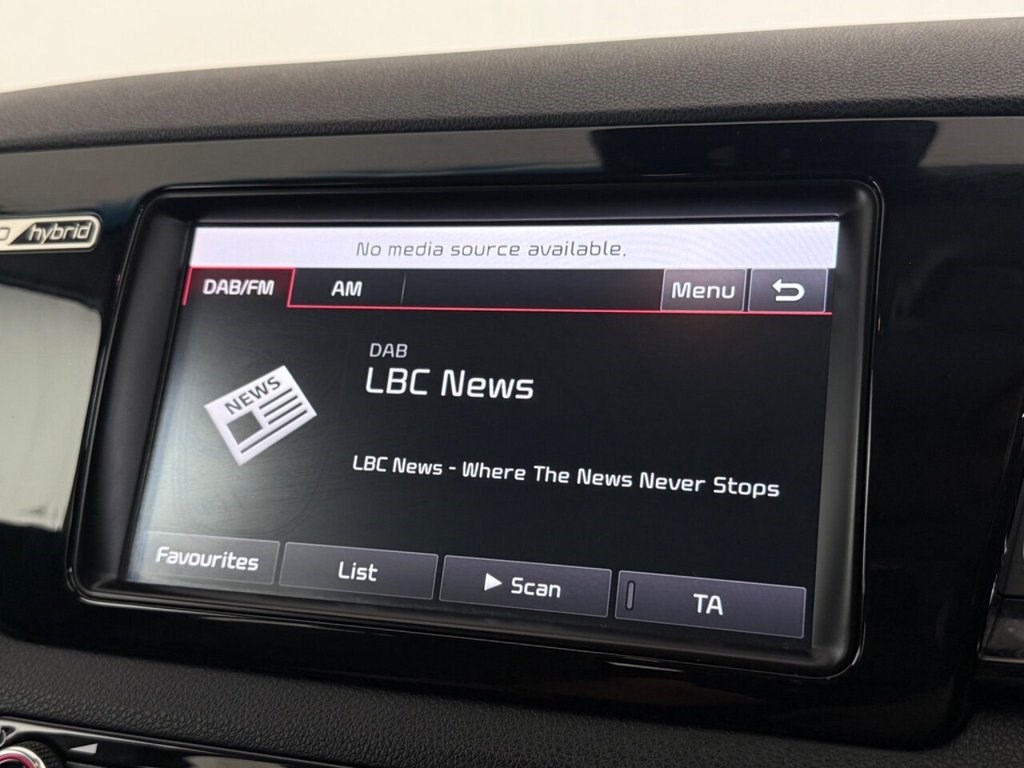 hybrid
No media source available.
DAB/FM
AM
Menu
DAB
LBC News
NEWS
LBC News - Where The News Never Stops
Favourites
List
Scan
TA